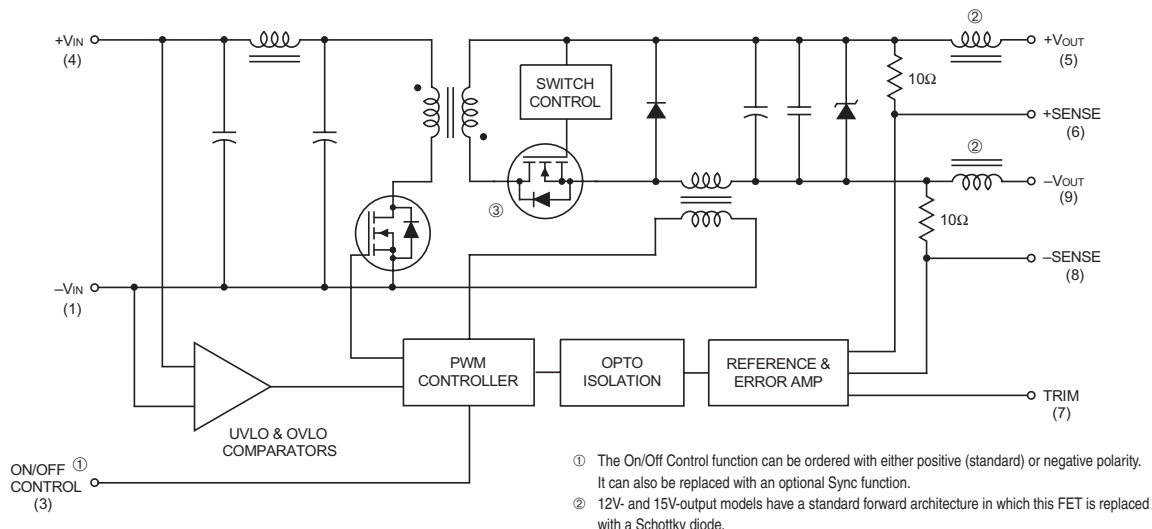 ②
+VIN
(4)
+VOUT
(5)
SWITCH
CONTROL
10Ω
+SENSE
(6)
②
–VOUT
(9)
③
10Ω
–SENSE
(8)
–VIN
(1)
PWM
CONTROLLER
OPTO
ISOLATION
REFERENCE &
ERROR AMP
TRIM
(7)
UVLO & OVLO
COMPARATORS
ON/OFF ①
CONTROL
(3)
① The On/Off Control function can be ordered with either positive (standard) or negative polarity.
It can also be replaced with an optional Sync function.
② 12V- and 15V-output models have a standard forward architecture in which this FET is replaced
with a Schottky diode.